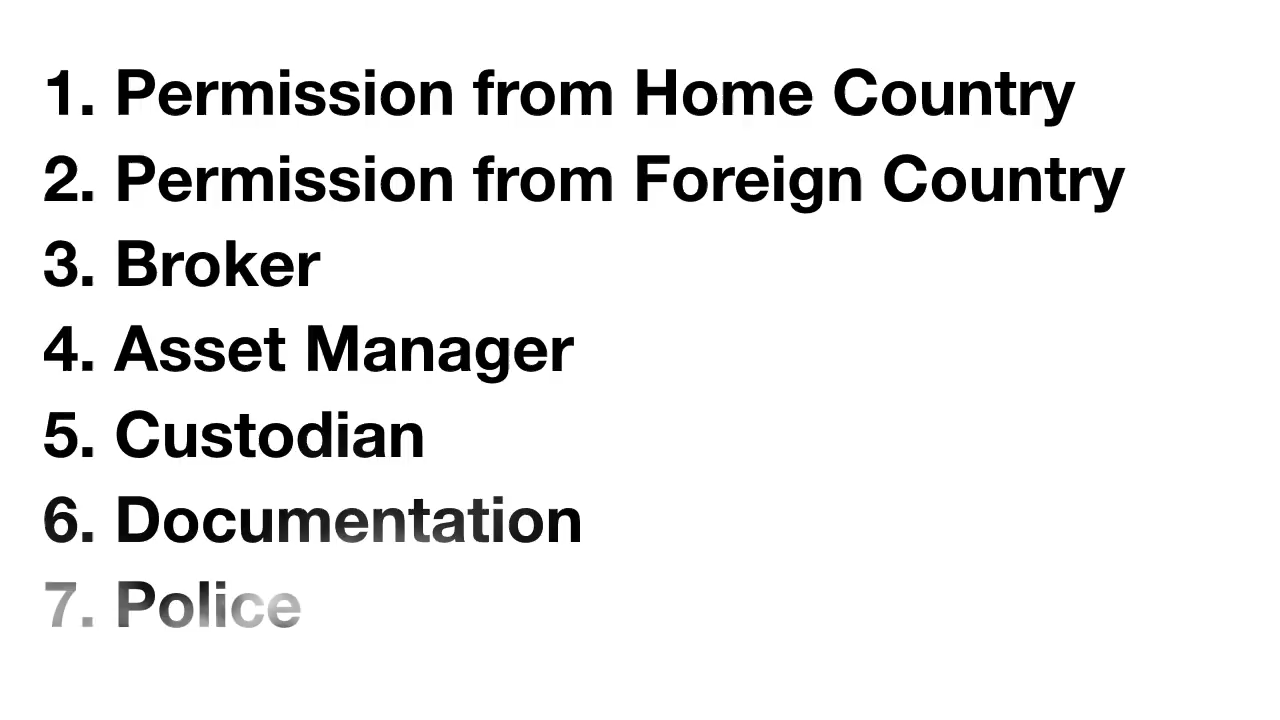 1. Permission from Home Country
2. Permission from Foreign Country
3. Broker
4. Asset Manager
5. Custodian
6. Documentation
7. Police